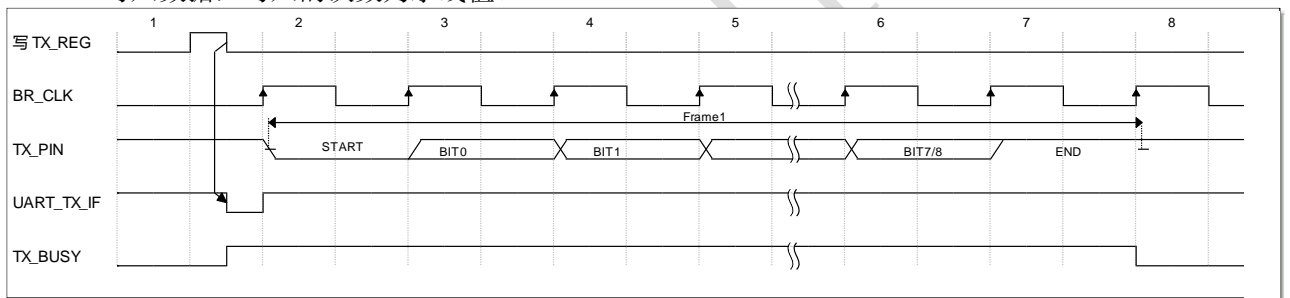 1 2 3 4 5 6 7 8
写 TX_REG
BR_CLK
Frame1
TX_PIN START BIT0 BIT1 BIT7/8 END
UART_TX_IF
TX_BUSY